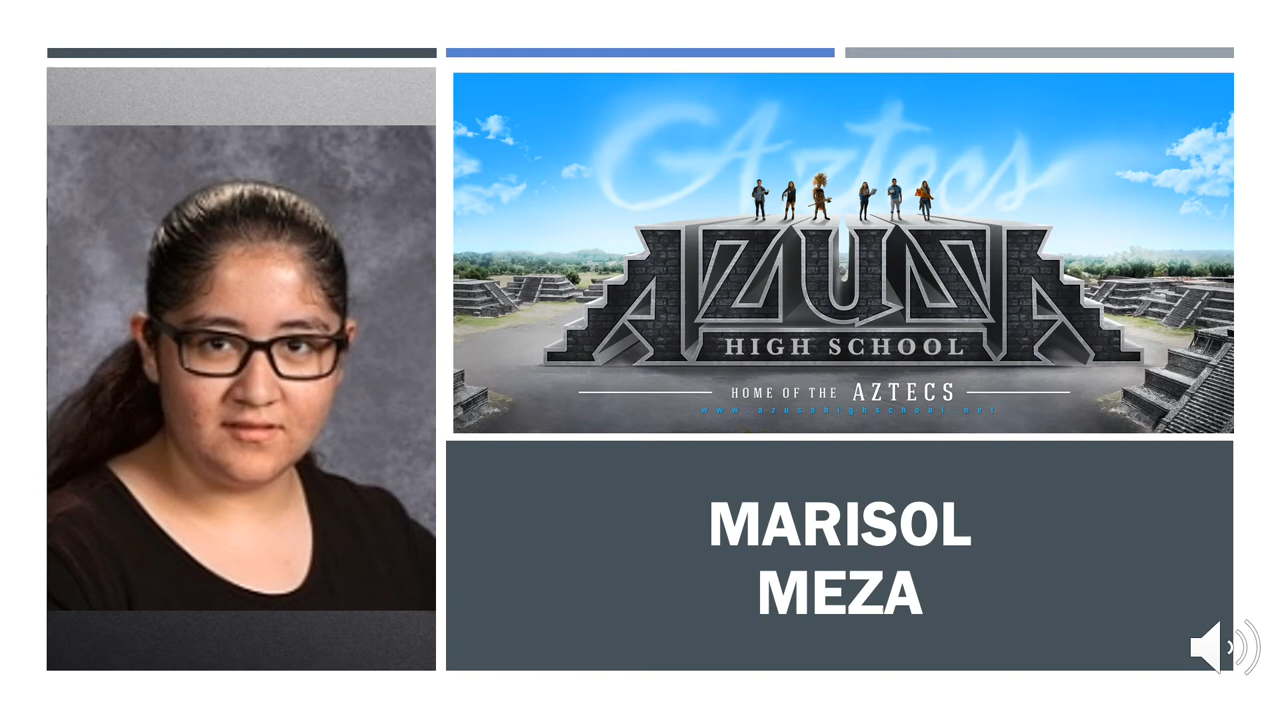 Aztecs
AZUSA
HIGH SCHOOL
HOME OF THE AZTECS
www.azusahighschool.net
MARISOL
MEZA